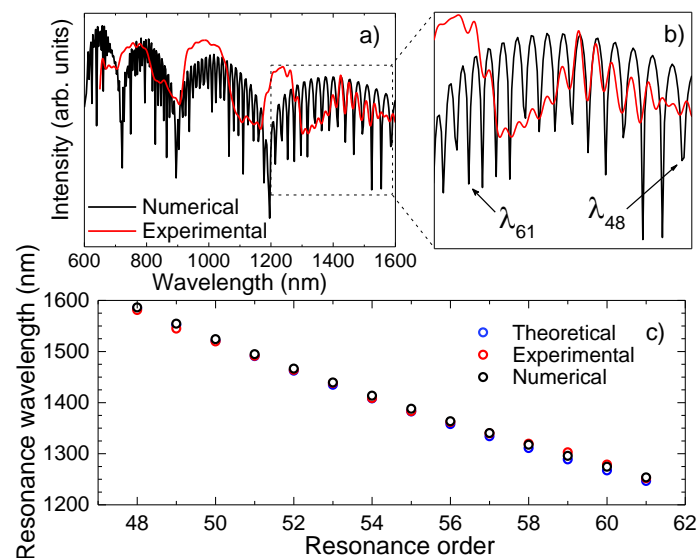 a)
b)
Intensity (arb. units)
Numerical
Experimental
λ61
λ48
600 800 1000 1200 1400 1600
Wavelength (nm)
c)
Resonance wavelength (nm)
1600
1500
1400
1300
1200
Theoretical
Experimental
Numerical
48 50 52 54 56 58 60 62
Resonance order